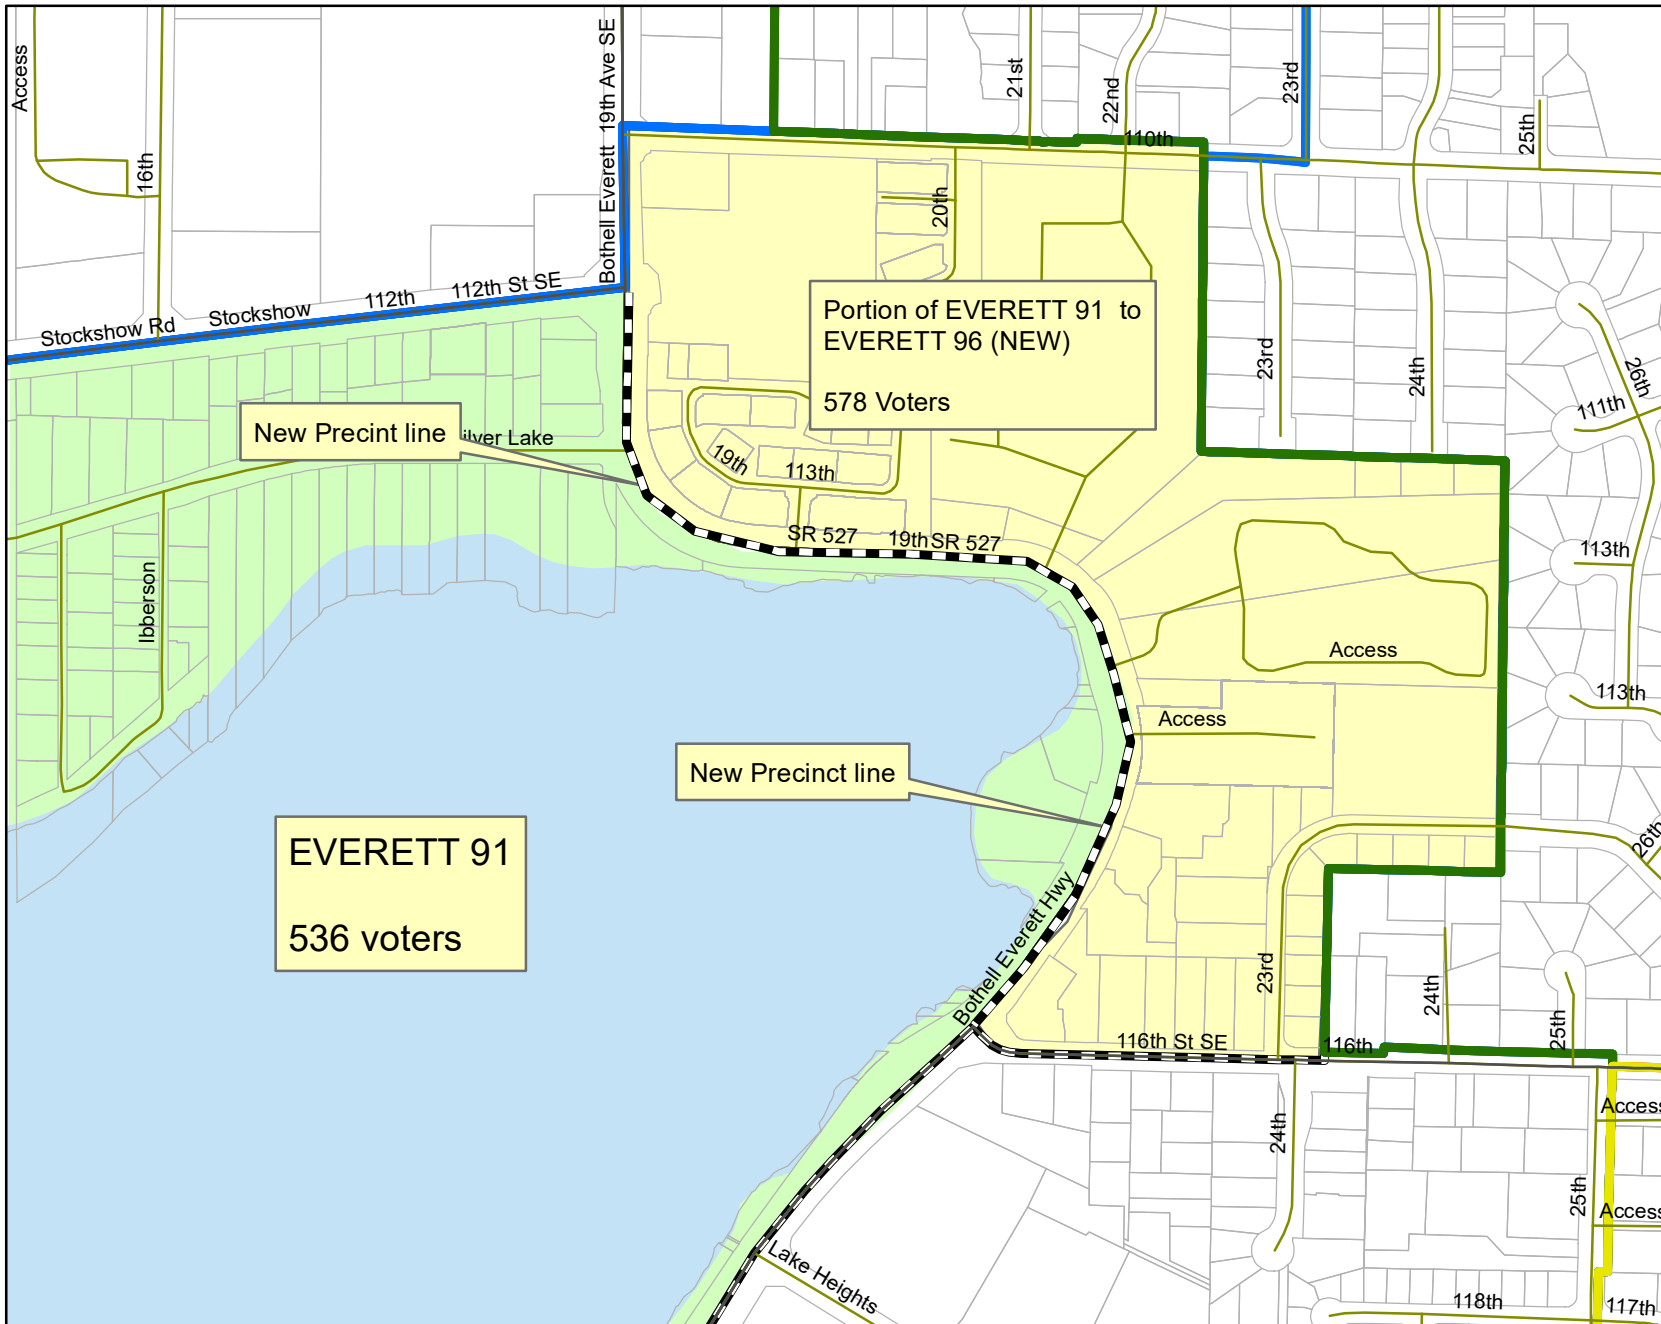 Access
16th
Bothell Everett 19th Ave SE
21st
22nd
23rd
25th
110th
20th
Stockshow Rd
Stockshow
112th
112th St SE
Portion of EVERETT 91 to
EVERETT 96 (NEW)
578 Voters
23rd
24th
26th
111th
New Precint line
ilver Lake
19th
113th
SR 527
19th
SR 527
113th
Ibberson
Access
113th
Access
New Precinct line
EVERETT 91
536 voters
26th
Bothell Everett Hwy
23rd
24th
25th
116th St SE
116th
24th
Access
25th
Access
Lake Heights
118th
117th